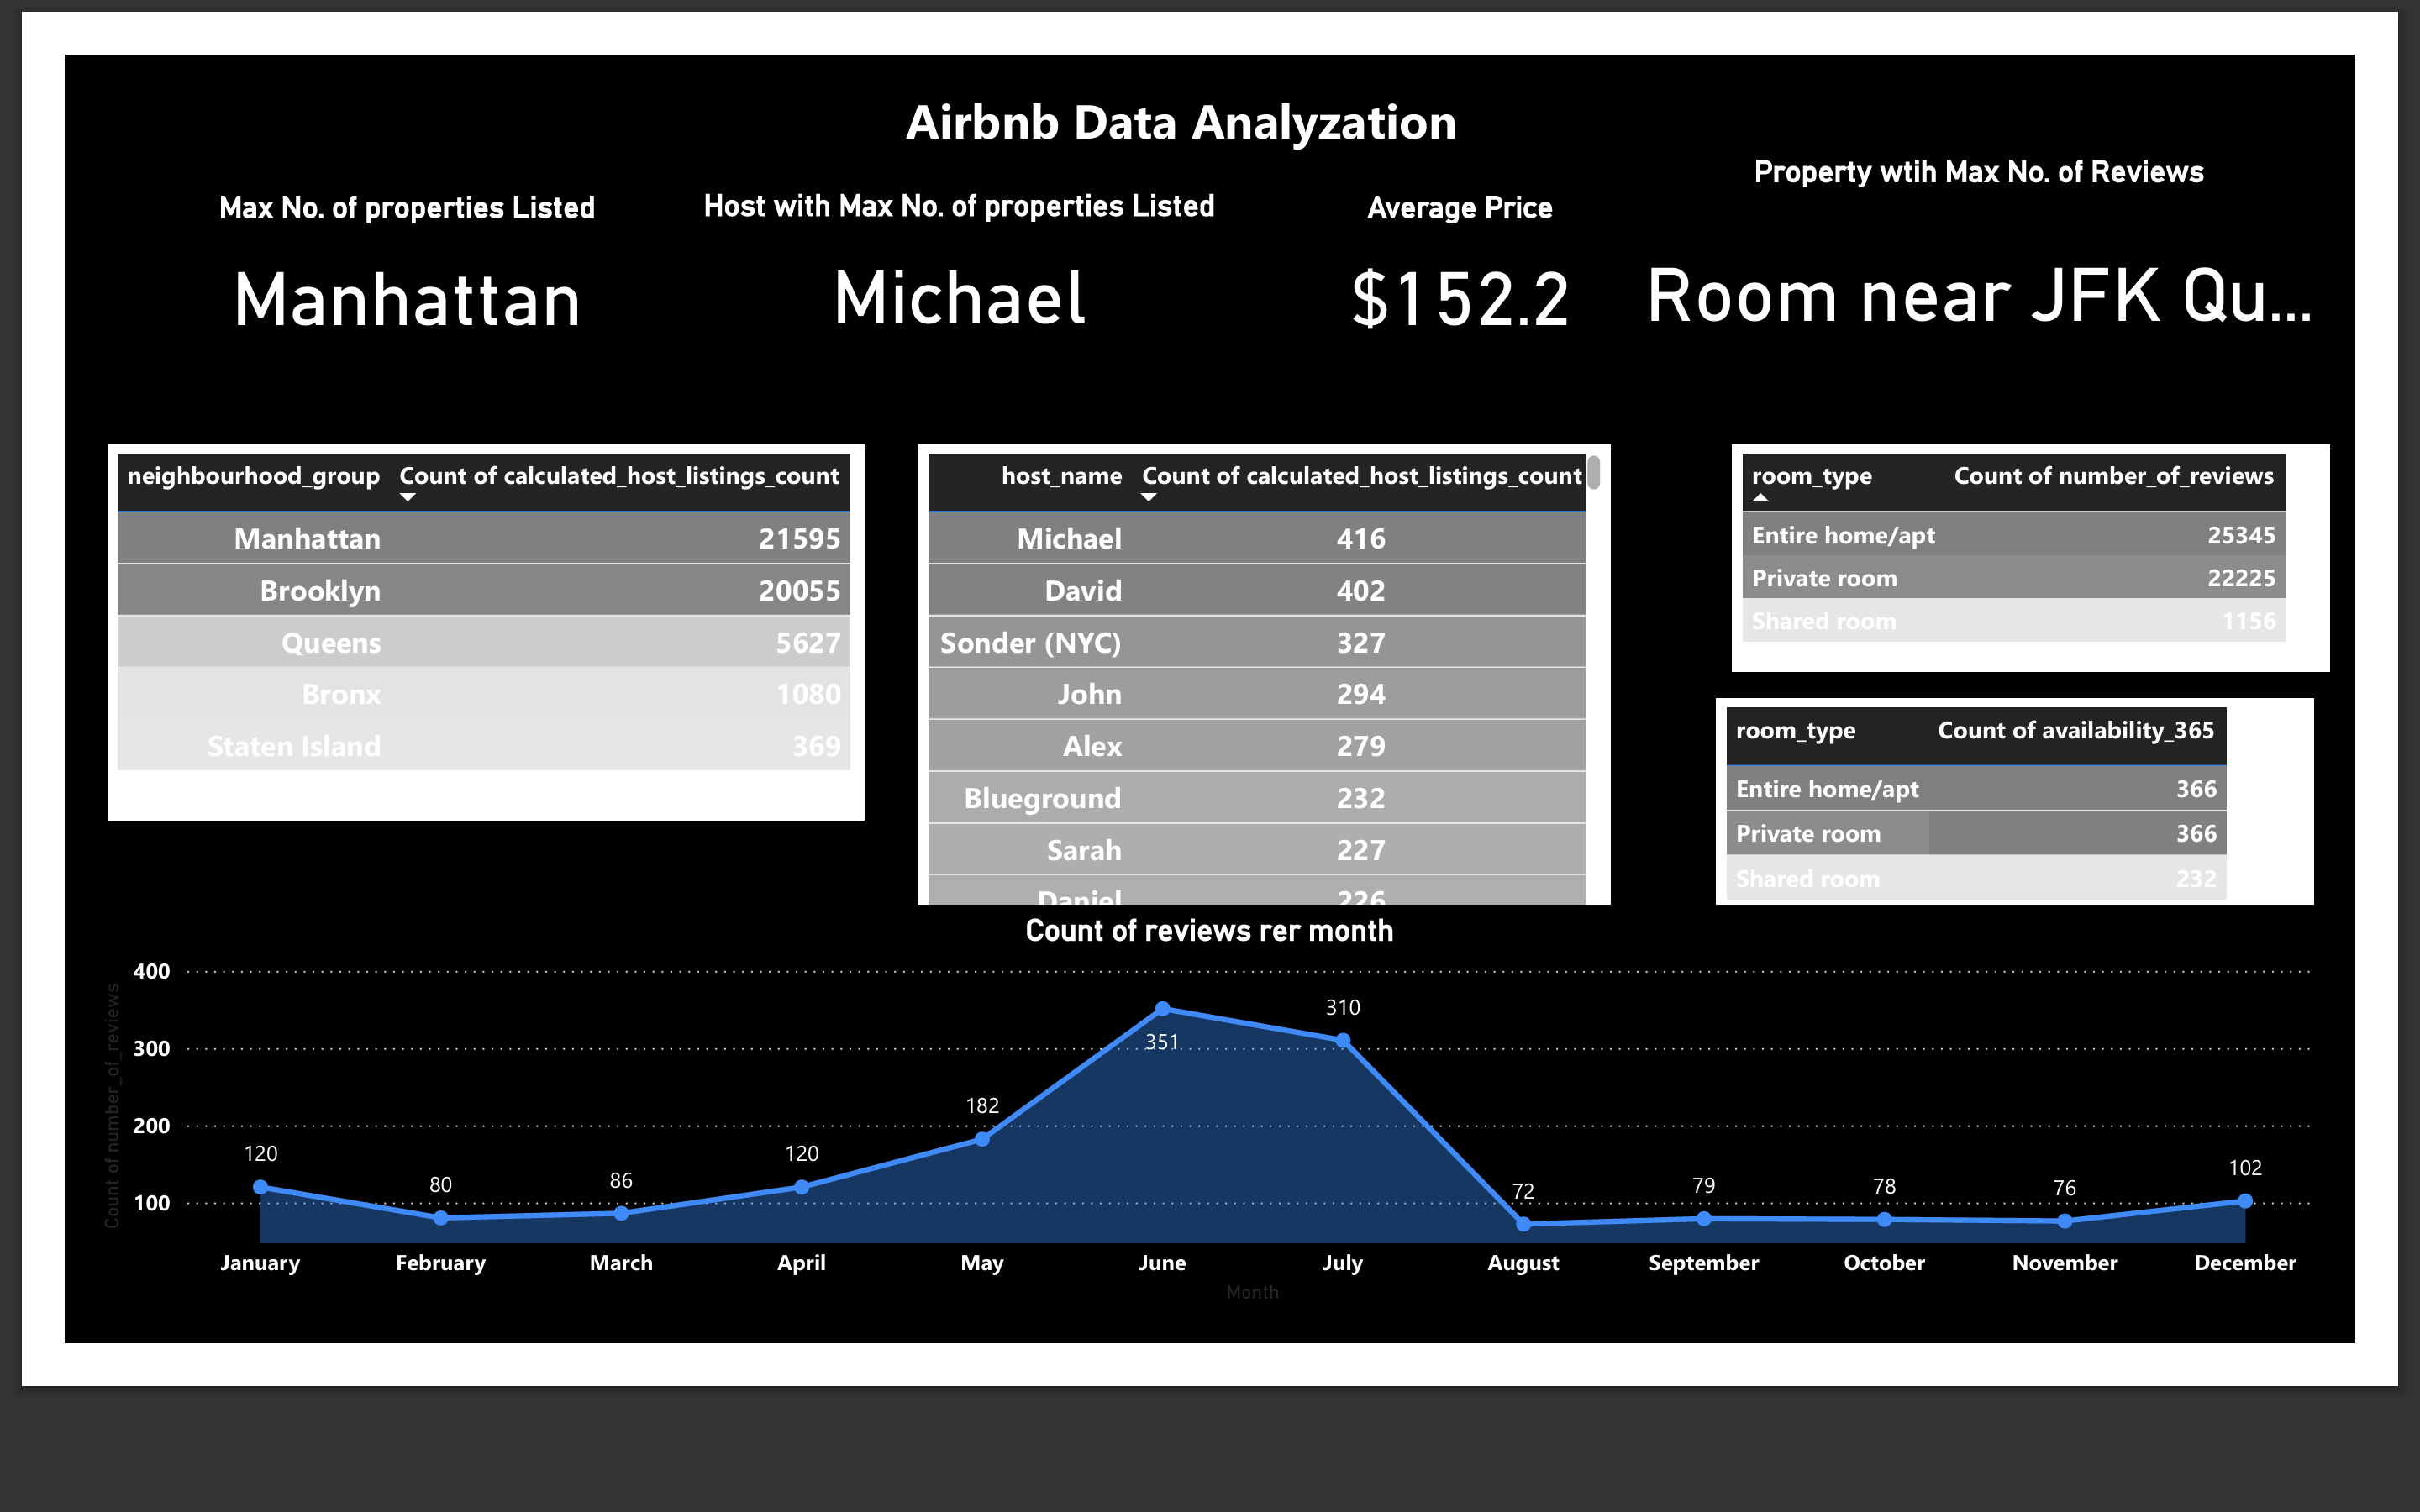 Airbnb Data Analyzation
Max No. of properties Listed
Manhattan
Host with Max No. of properties Listed
Michael
Average Price
$152.2
Property wtih Max No. of Reviews
Room near JFK Qu...
neighbourhood_group Count of calculated_host_listings_count
Manhattan 21595
Brooklyn 20055
Queens 5627
Bronx 1080
Staten Island 369
host_name Count of calculated_host_listings_count
Michael 416
David 402
Sonder (NYC) 327
John 294
Alex 279
Blueground 232
Sarah 227
Daniel 226
room_type Count of number_of_reviews
Entire home/apt 25345
Private room 22225
Shared room 1156
room_type Count of availability_365
Entire home/apt 366
Private room 366
Shared room 232
Count of reviews rer month
Count of number_of_reviews
400
300
200
100
120
80
86
120
182
351
310
72
79
78
76
102
January February March April May June July August September October November December
Month